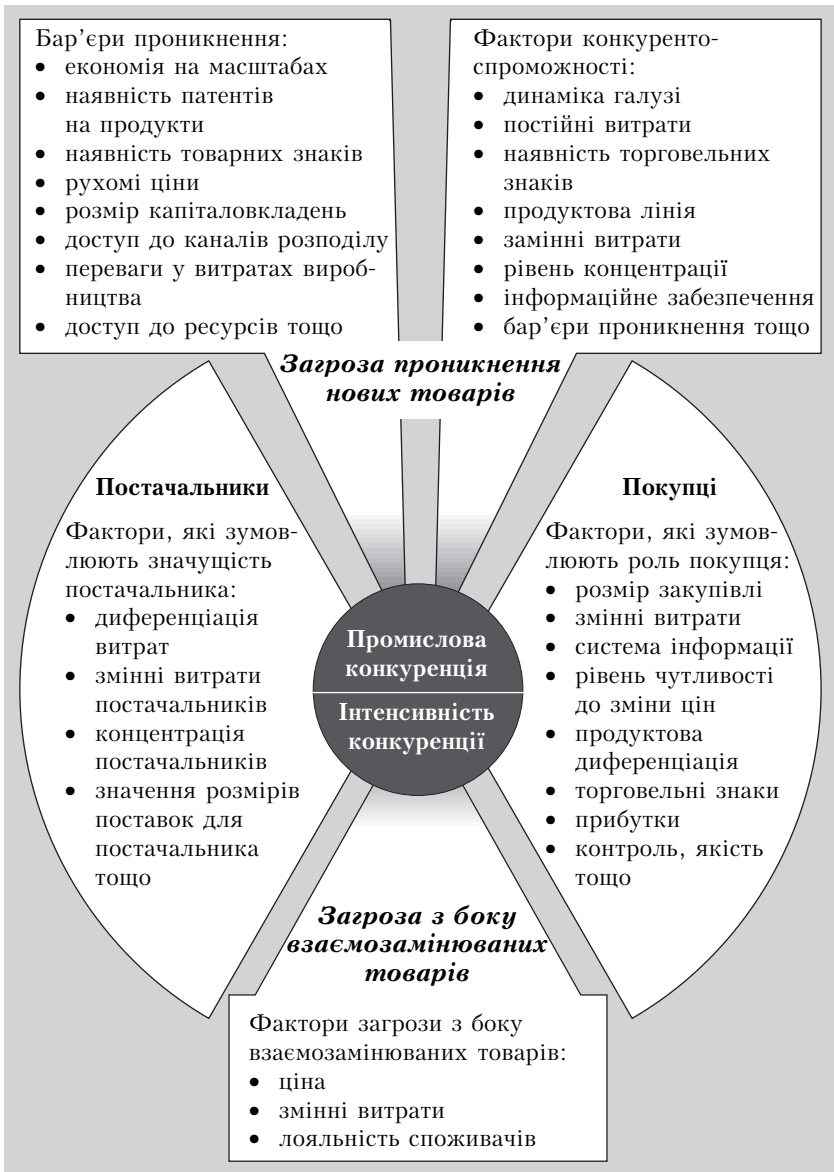 Бар’єри проникнення:
• економія на масштабах
• наявність патентів
на продукти
• наявність товарних знаків
• рухомі ціни
• розмір капіталовкладень
• доступ до каналів розподілу
• переваги у витратах вироб-
ництва
• доступ до ресурсів тощо
Фактори конкуренто-
спроможності:
• динаміка галузі
• постійні витрати
• наявність торговельних
знаків
• продуктова лінія
• замінні витрати
• рівень концентрації
• інформаційне забезпечення
• бар’єри проникнення тощо
Загроза проникнення
нових товарів
Постачальники
Фактори, які зумов-
люють значущість
постачальника:
• диференціація
витрат
• змінні витрати
постачальників
• концентрація
постачальників
• значення розмірів
поставок для
постачальника
тощо
Промислова
конкуренція
Інтенсивність
конкуренції
Покупці
Фактори, які зумов-
люють роль покупця:
• розмір закупівлі
• змінні витрати
• система інформації
• рівень чутливості
до зміни цін
• продуктова
диференціація
• торговельні знаки
• прибутки
• контроль, якість
тощо
Загроза з боку
взаємозамінюваних
товарів
Фактори загрози з боку
взаємозамінюваних товарів:
• ціна
• змінні витрати
• лояльність споживачів